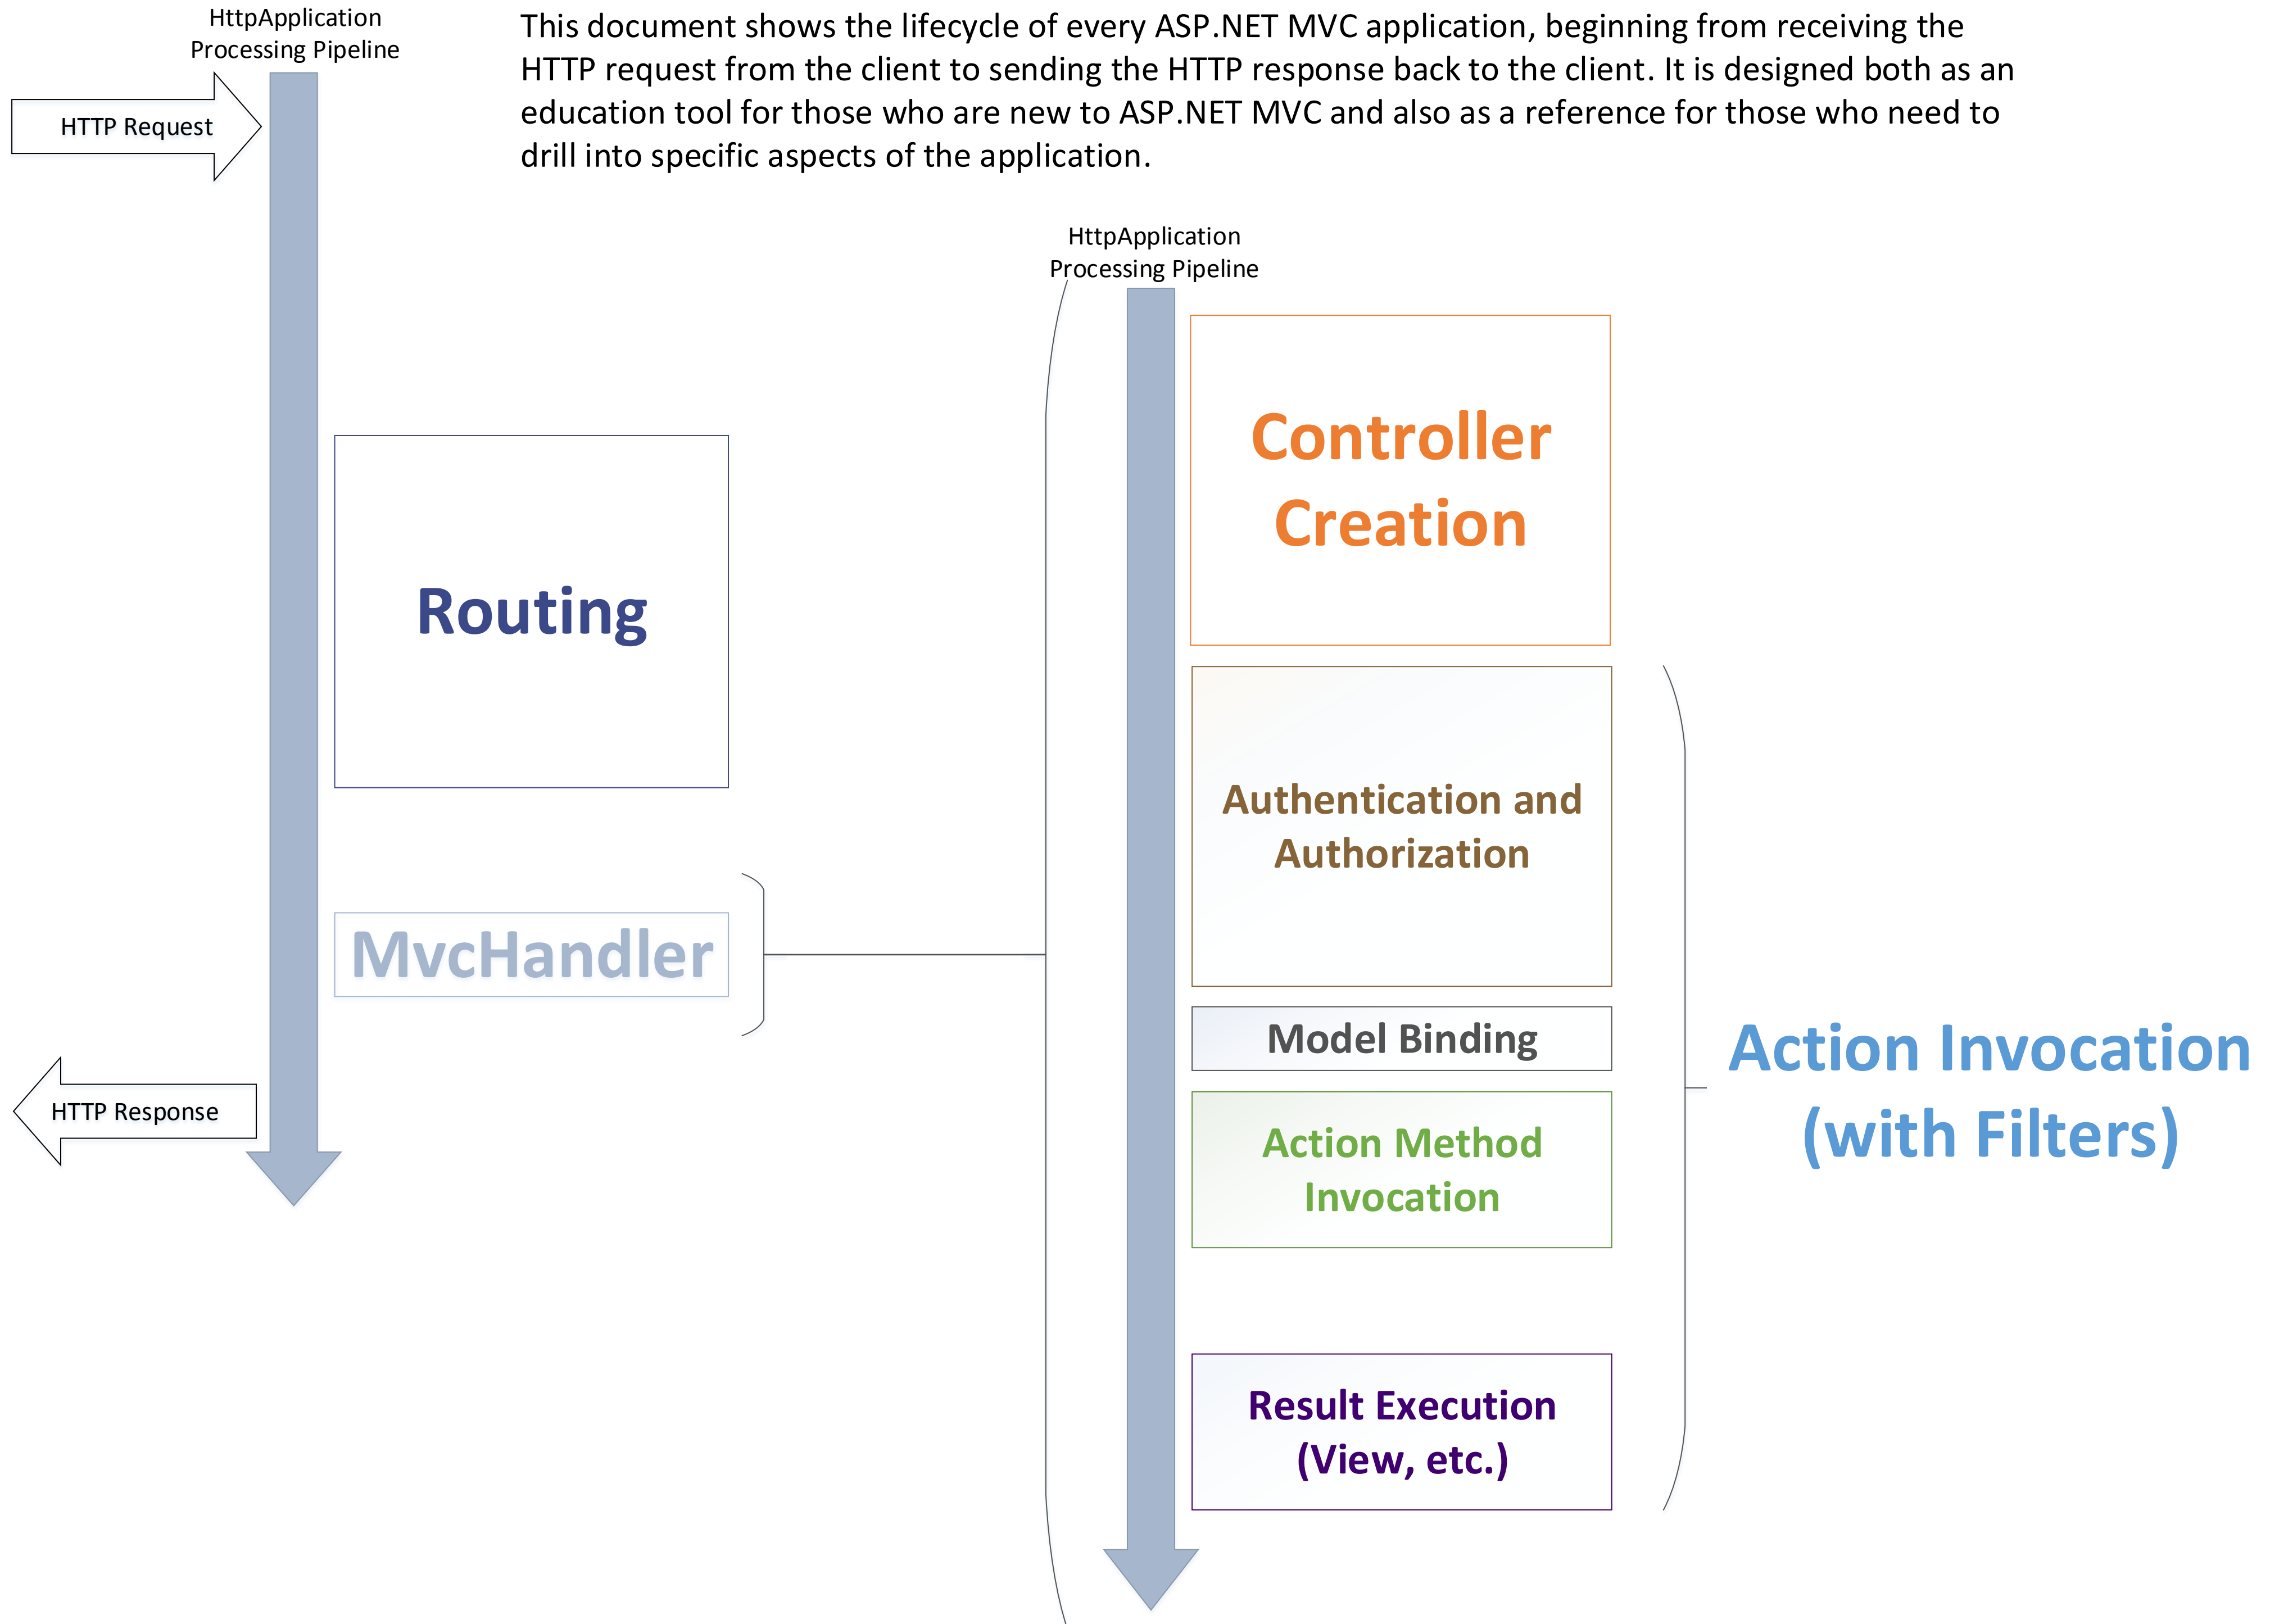 HttpApplication
Processing Pipeline
This document shows the lifecycle of every ASP.NET MVC application, beginning from receiving the
HTTP request from the client to sending the HTTP response back to the client. It is designed both as an
education tool for those who are new to ASP.NET MVC and also as a reference for those who need to
drill into specific aspects of the application.
HTTP Request
HttpApplication
Processing Pipeline
Routing
MvcHandler
HTTP Response
Controller
Creation
Authentication and
Authorization
Model Binding
Action Method
Invocation
Result Execution
(View, etc.)
Action Invocation
(with Filters)